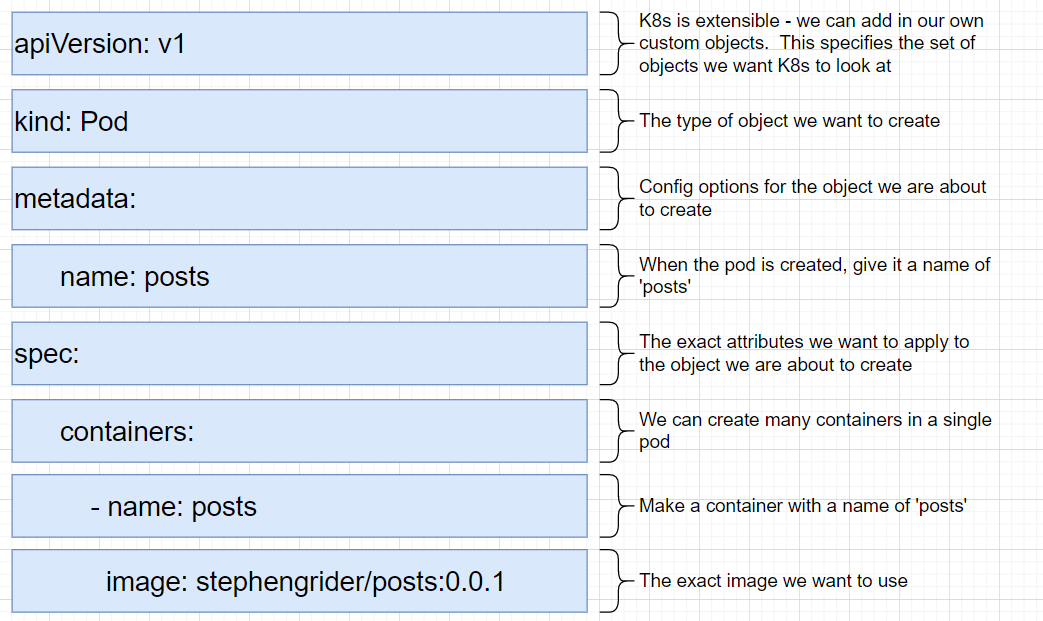 apiVersion: v1
K8s is extensible - we can add in our own
custom objects.  This specifies the set of
objects we want K8s to look at
kind: Pod
The type of object we want to create
metadata:
Config options for the object we are about
to create
name: posts
When the pod is created, give it a name of
'posts'
spec:
The exact attributes we want to apply to
the object we are about to create
containers:
We can create many containers in a single
pod
- name: posts
Make a container with a name of 'posts'
image: stephengrider/posts:0.0.1
The exact image we want to use